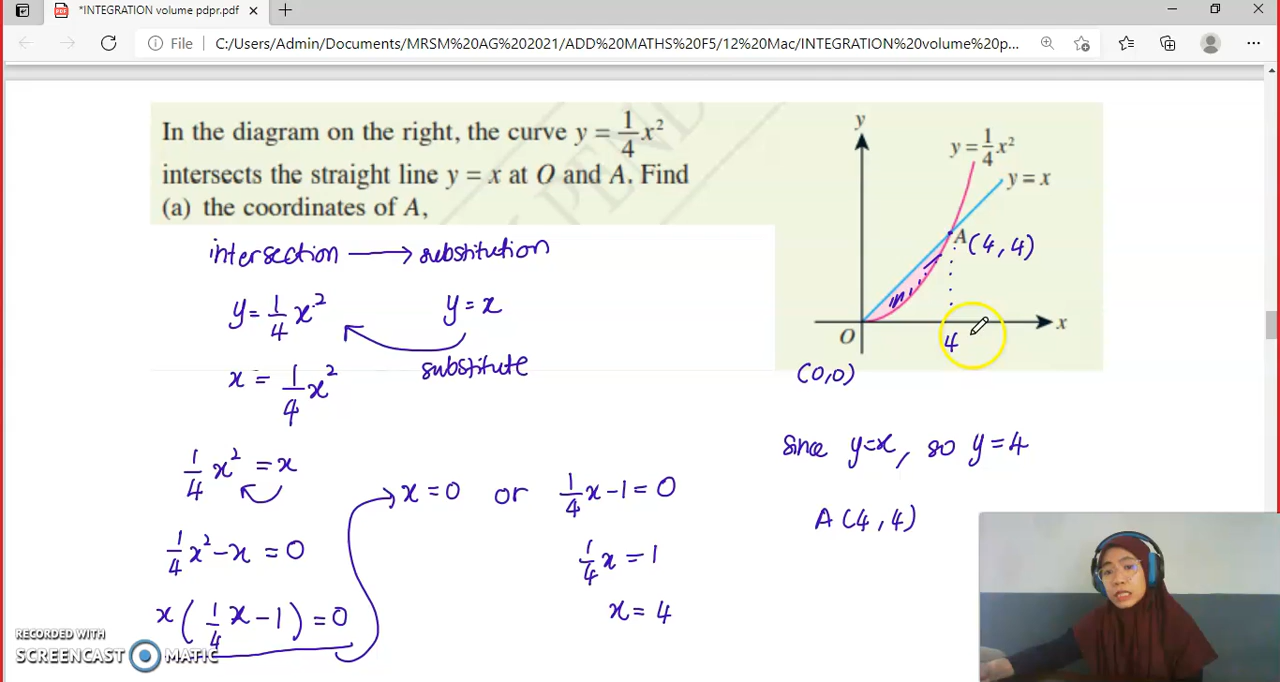 *INTEGRATION volume pdpr.pdf
File
C:/Users/Admin/Documents/MRSM%20AG%202021/ADD%20MATHS%20F5/12%20Mac/INTEGRATION%20volume%20p...
In the diagram on the right, the curve y = 1/4 x²
intersects the straight line y = x at O and A. Find
(a) the coordinates of A,
y
y = 1/4 x²
y = x
A (4, 4)
O
x
4
(0,0)
intersection → substitution
y = 1/4 x² y = x
substitute
x = 1/4 x²
1/4 x² = x
1/4 x² - x = 0
x (1/4 x - 1) = 0
x = 0 or 1/4 x - 1 = 0
1/4 x = 1
x = 4
Since y=x, so y=4
A (4, 4)
RECORDED WITH
SCREENCAST MATIC